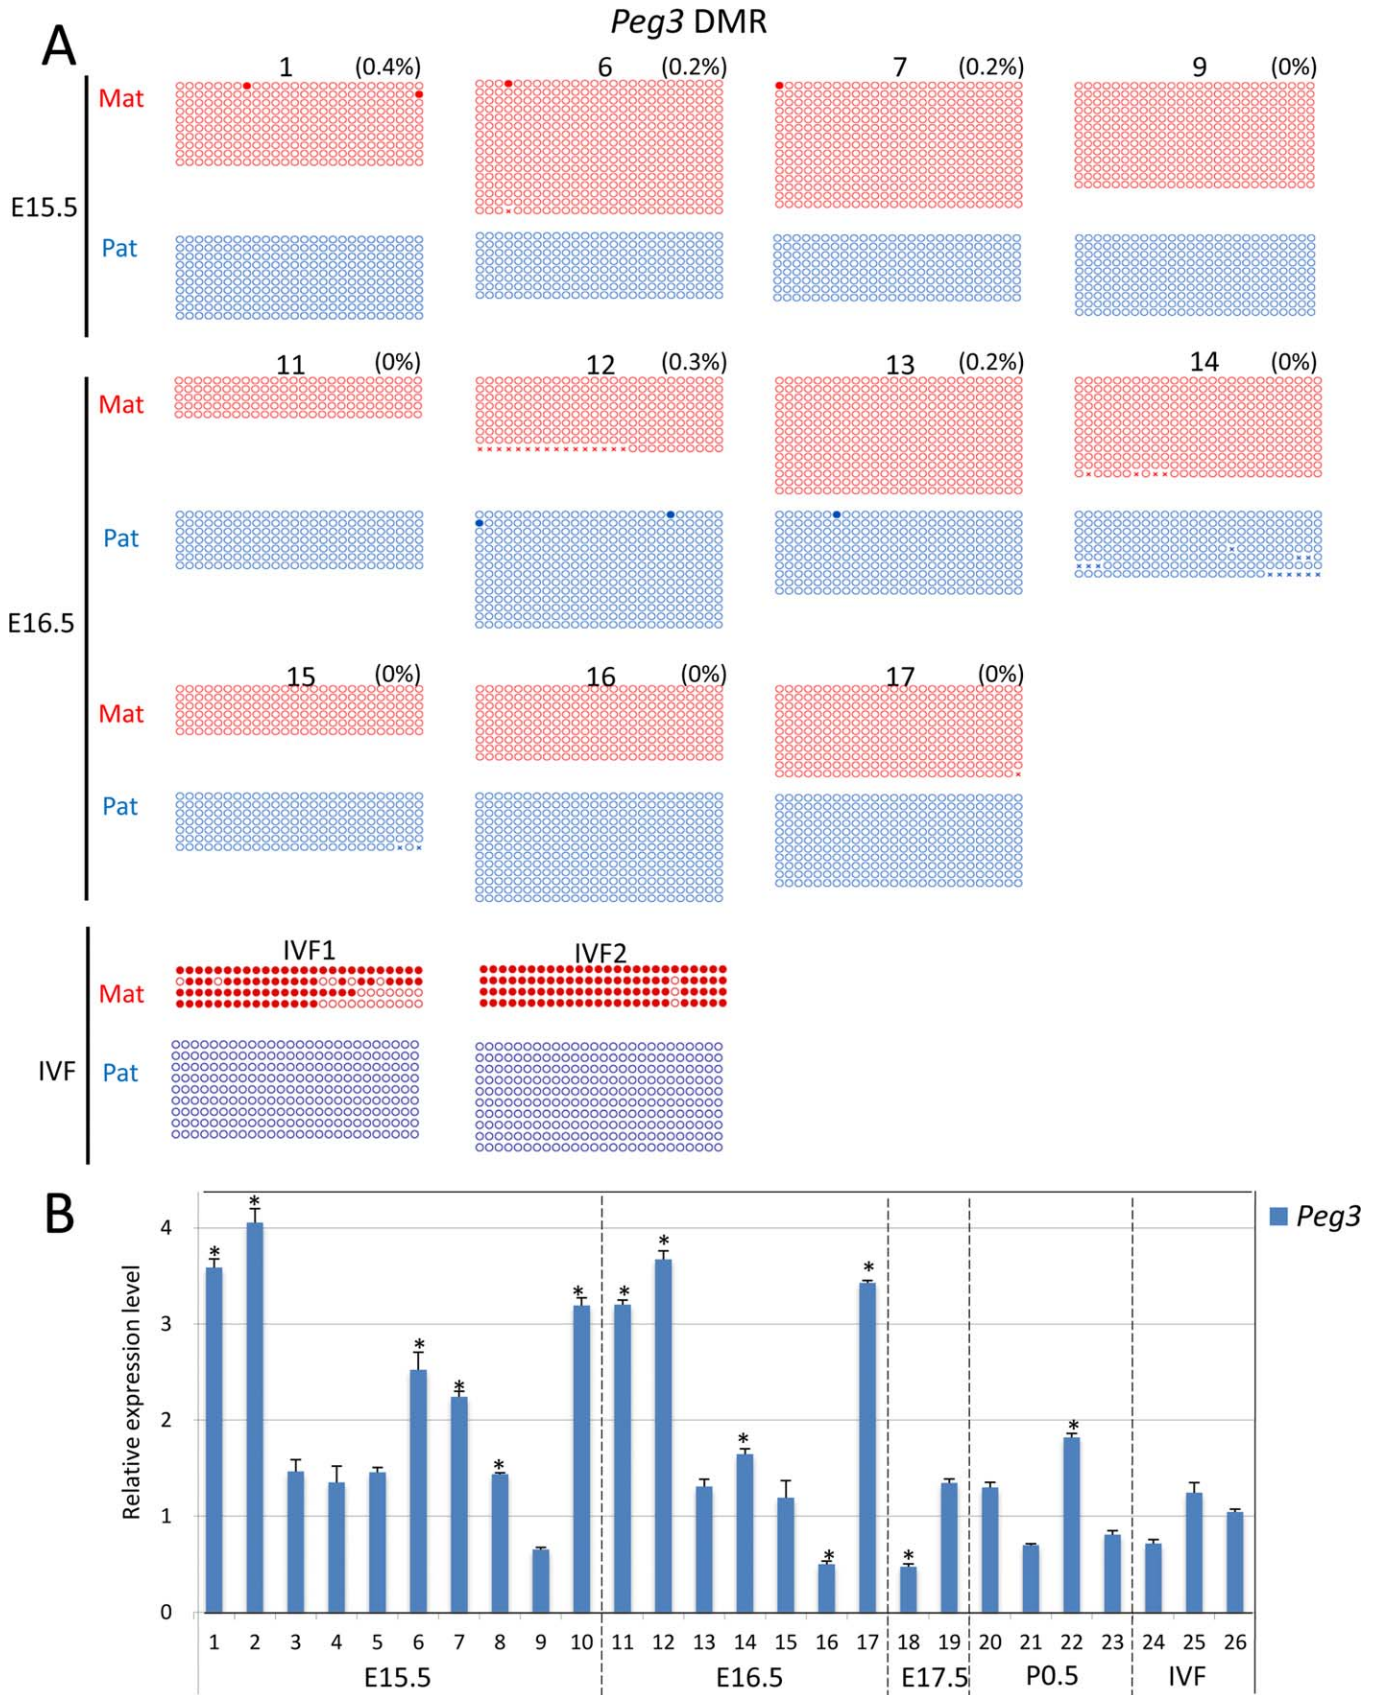 A
Peg3 DMR
1 (0.4%) 6 (0.2%) 7 (0.2%) 9 (0%)
Mat
E15.5
Pat
11 (0%) 12 (0.3%) 13 (0.2%) 14 (0%)
Mat
Pat
E16.5
15 (0%) 16 (0%) 17 (0%)
Mat
Pat
IVF1 IVF2
Mat
IVF Pat
B
Peg3
Relative expression level
4
3
2
1
0
* * * * * * * * * * * * * *
1 2 3 4 5 6 7 8 9 10 11 12 13 14 15 16 17 18 19 20 21 22 23 24 25 26
E15.5 E16.5 E17.5 P0.5 IVF